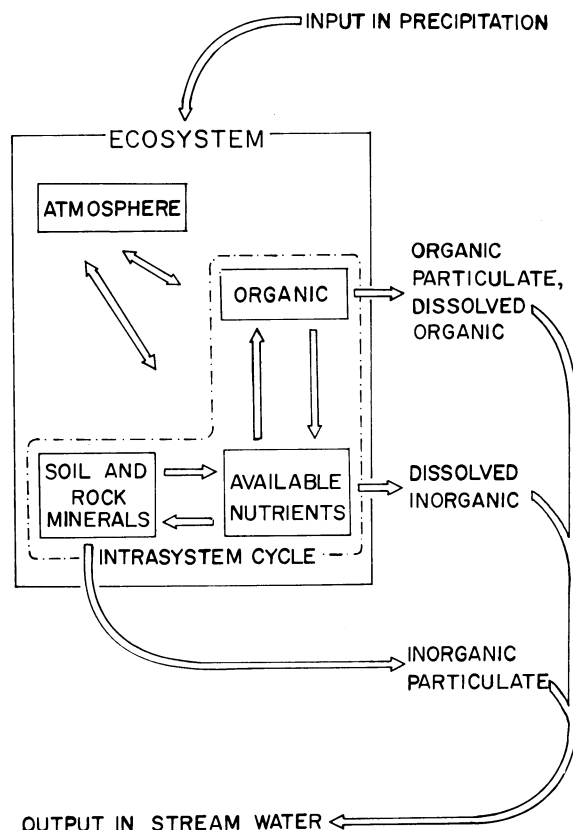 INPUT IN PRECIPITATION
ECOSYSTEM
ATMOSPHERE
ORGANIC
ORGANIC
PARTICULATE,
DISSOLVED
ORGANIC
SOIL AND
ROCK
MINERALS
AVAILABLE
NUTRIENTS
DISSOLVED
INORGANIC
INTRASYSTEM CYCLE
INORGANIC
PARTICULATE
OUTPUT IN STREAM WATER